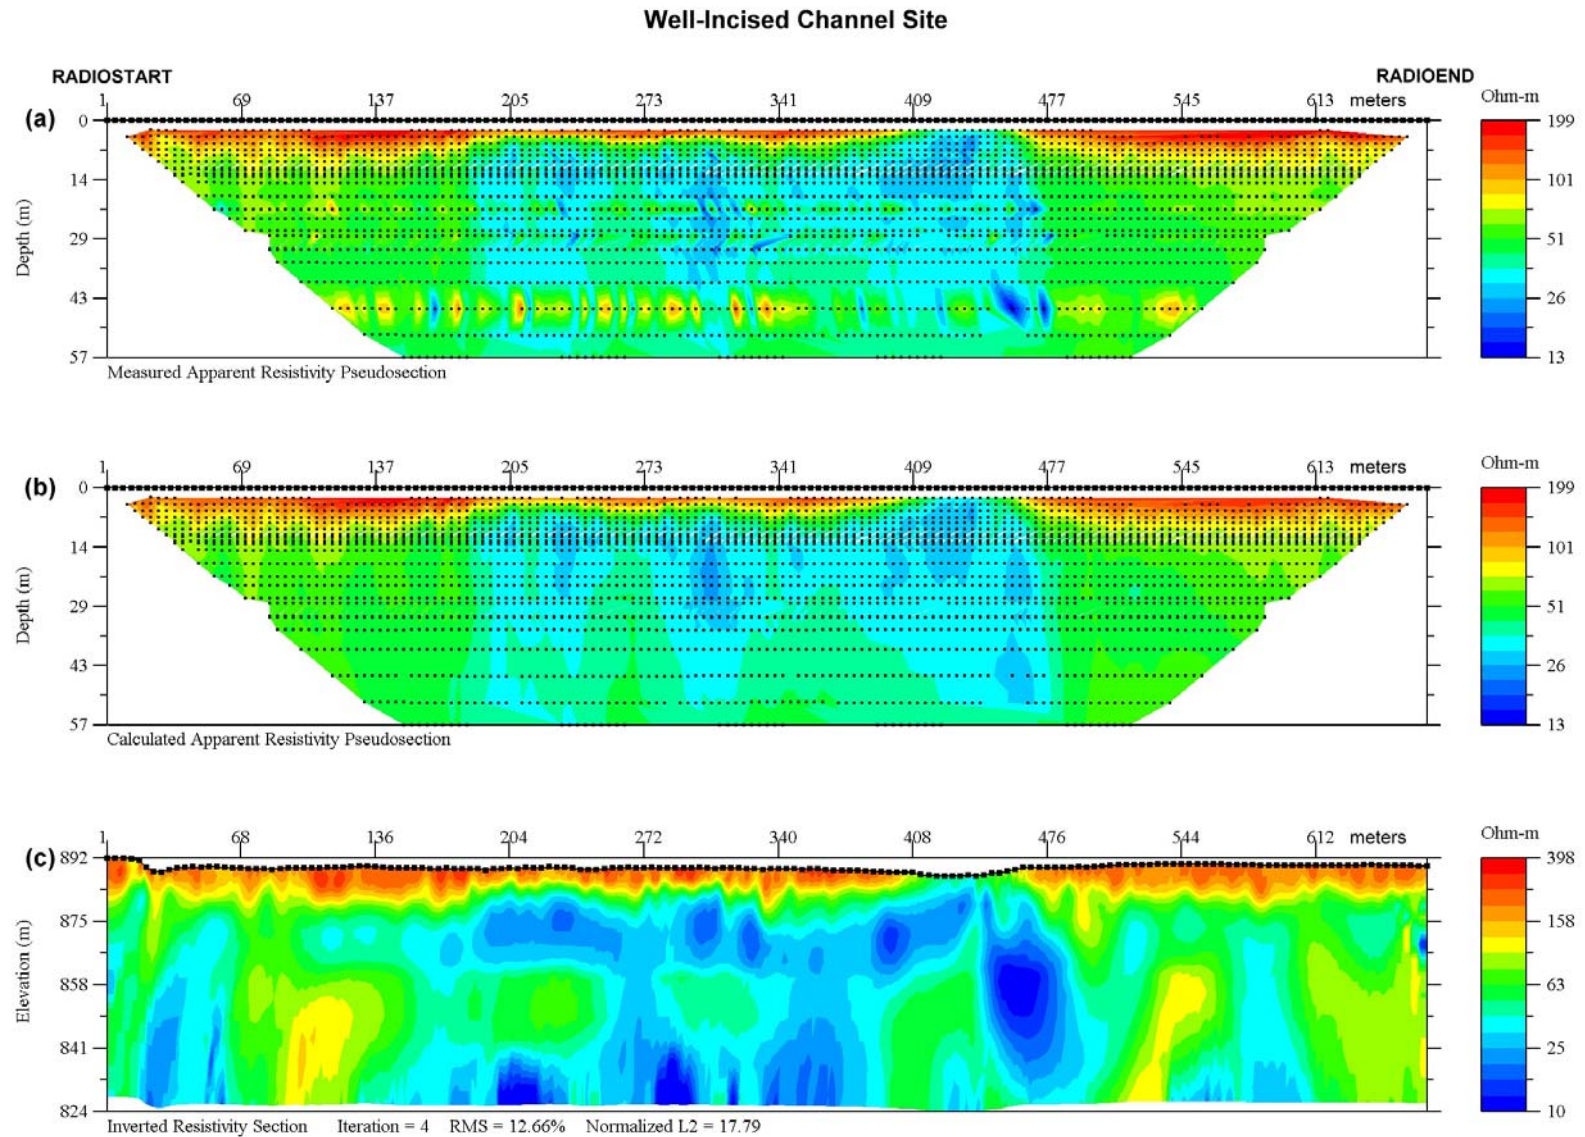 Well-Incised Channel Site
RADIOSTART
RADIOEND
1 69 137 205 273 341 409 477 545 613 meters
Ohm-m
(a)
Depth (m)
0
14
29
43
57
199
101
51
26
13
Measured Apparent Resistivity Pseudosection
1 69 137 205 273 341 409 477 545 613 meters
Ohm-m
(b)
Depth (m)
0
14
29
43
57
199
101
51
26
13
Calculated Apparent Resistivity Pseudosection
1 68 136 204 272 340 408 476 544 612 meters
Ohm-m
(c)
Elevation (m)
892
875
858
841
824
398
158
63
25
10
Inverted Resistivity Section Iteration = 4 RMS = 12.66% Normalized L2 = 17.79